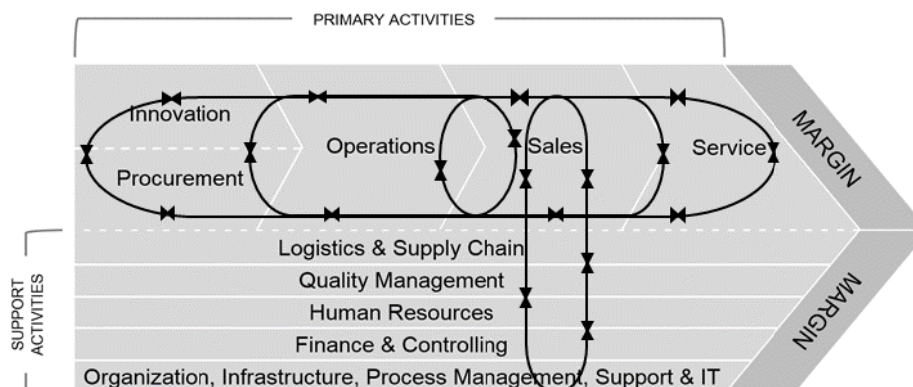 PRIMARY ACTIVITIES
Innovation
Procurement
Operations
Sales
Service
MARGIN
SUPPORT
ACTIVITIES
Logistics & Supply Chain
Quality Management
Human Resources
Finance & Controlling
Organization, Infrastructure, Process Management, Support & IT
MARGIN